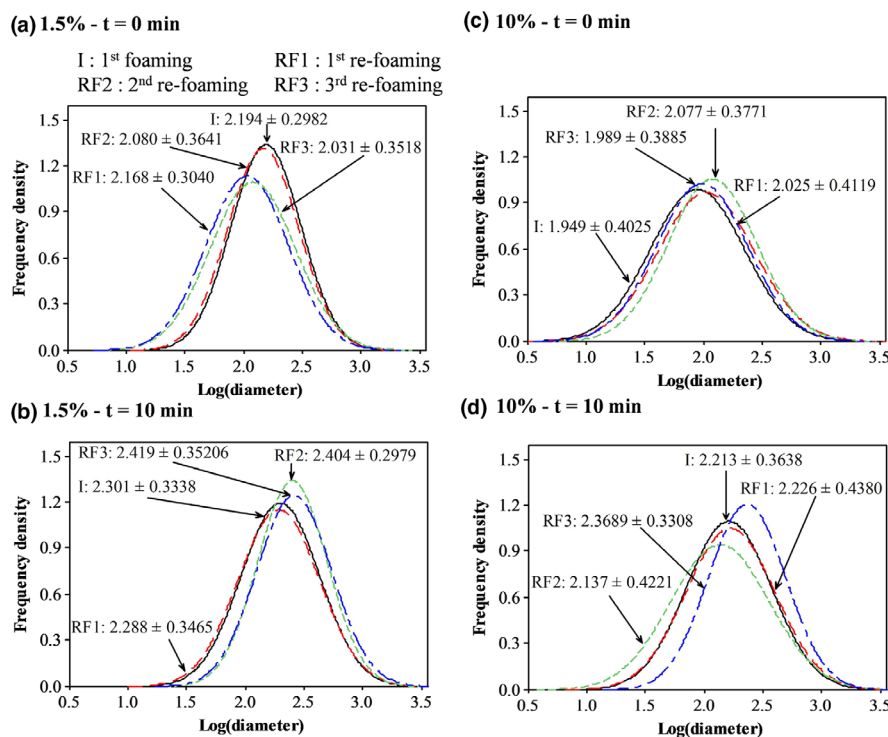 (a) 1.5% - t = 0 min
I : 1st foaming RF1 : 1st re-foaming
RF2 : 2nd re-foaming RF3 : 3rd re-foaming
I: 2.194 ± 0.2982
RF2: 2.080 ± 0.3641
RF3: 2.031 ± 0.3518
RF1: 2.168 ± 0.3040
Frequency density
1.5
1.2
0.9
0.6
0.3
0.0
0.5 1.0 1.5 2.0 2.5 3.0 3.5
Log(diameter)
(b) 1.5% - t = 10 min
RF3: 2.419 ± 0.35206
RF2: 2.404 ± 0.2979
I: 2.301 ± 0.3338
RF1: 2.288 ± 0.3465
Frequency density
1.5
1.2
0.9
0.6
0.3
0.0
0.5 1.0 1.5 2.0 2.5 3.0 3.5
Log(diameter)
(c) 10% - t = 0 min
RF2: 2.077 ± 0.3771
RF3: 1.989 ± 0.3885
RF1: 2.025 ± 0.4119
I: 1.949 ± 0.4025
Frequency density
1.5
1.2
0.9
0.6
0.3
0.0
0.5 1.0 1.5 2.0 2.5 3.0 3.5
Log(diameter)
(d) 10% - t = 10 min
I: 2.213 ± 0.3638
RF1: 2.226 ± 0.4380
RF3: 2.3689 ± 0.3308
RF2: 2.137 ± 0.4221
Frequency density
1.5
1.2
0.9
0.6
0.3
0.0
0.5 1.0 1.5 2.0 2.5 3.0 3.5
Log(diameter)